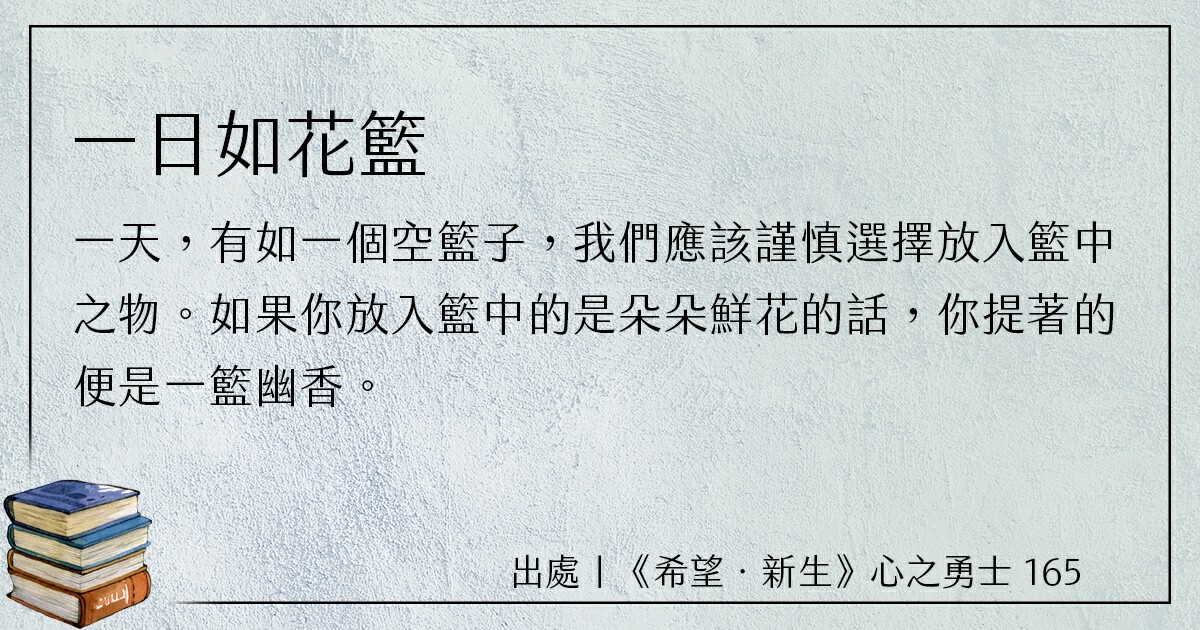 一日如花籃
一天，有如一個空籃子，我們應該謹慎選擇放入籃中
之物。如果你放入籃中的是朵朵鮮花的話，你提著的
便是一籃幽香。
出處｜《希望．新生》心之勇士 165